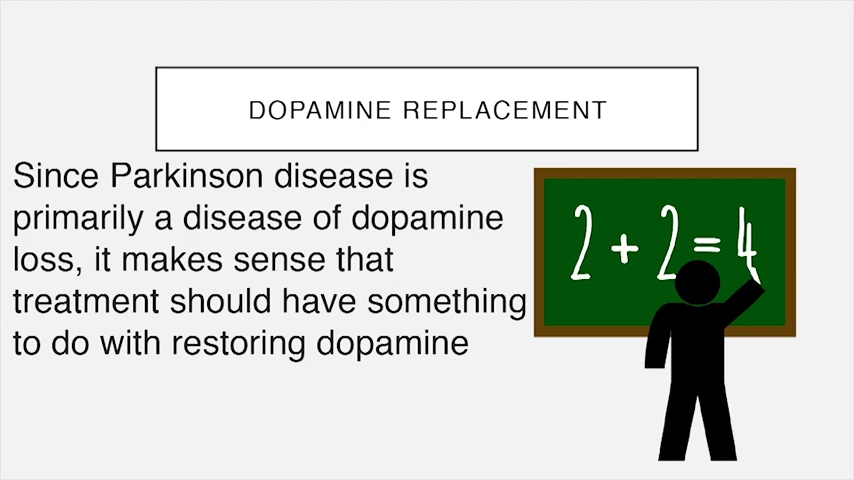 DOPAMINE REPLACEMENT
Since Parkinson disease is
primarily a disease of dopamine
loss, it makes sense that
treatment should have something
to do with restoring dopamine
2 + 2 = 4